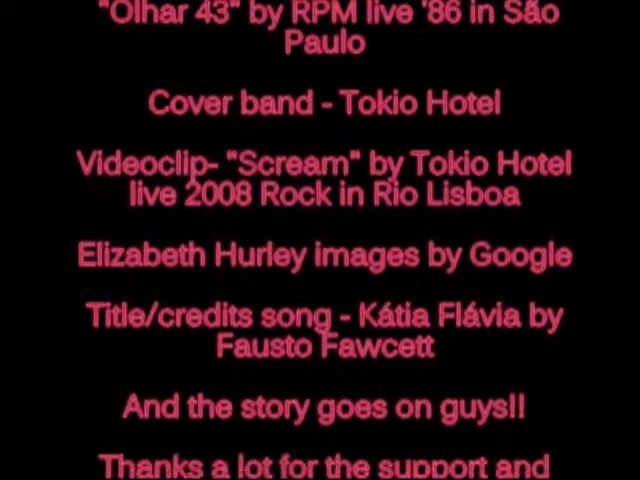 "Olhar 43" by RPM live '86 in São
Paulo
Cover band - Tokio Hotel
Videoclip- "Scream" by Tokio Hotel
live 2008 Rock in Rio Lisboa
Elizabeth Hurley images by Google
Title/credits song - Kátia Flávia by
Fausto Fawcett
And the story goes on guys!!
Thanks a lot for the support and